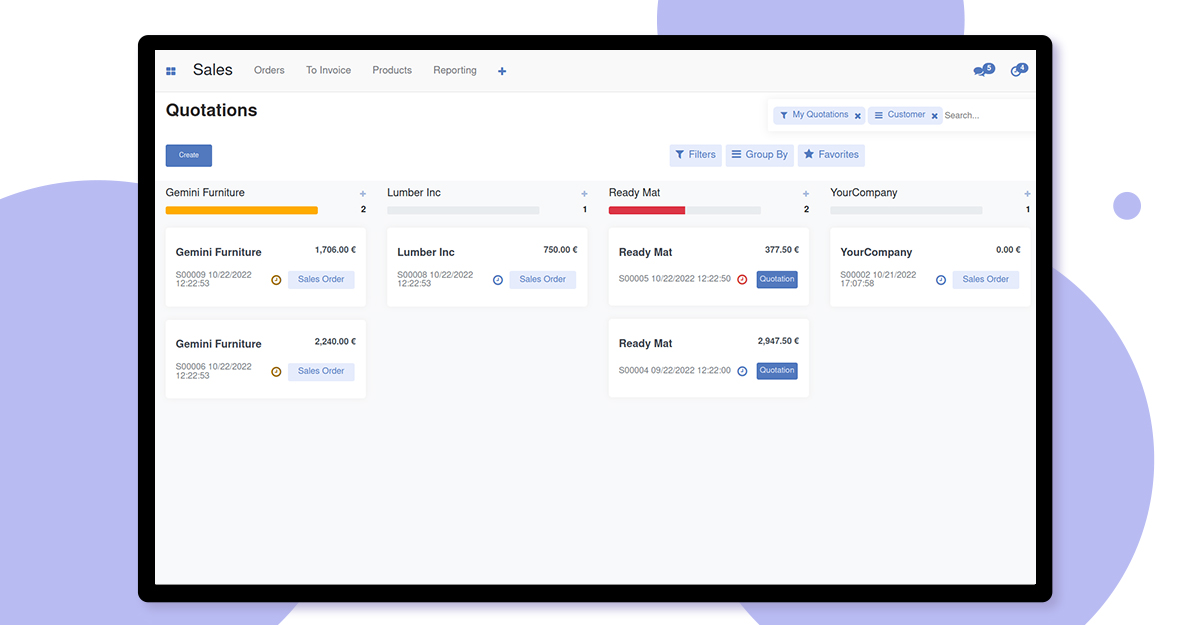 Sales Orders To Invoice Products Reporting + 5 4
Quotations
My Quotations x Customer x Search...
Create
Filters Group By Favorites
Gemini Furniture +
2
Gemini Furniture 1,706.00 €
S00009 10/22/2022
12:22:53
Sales Order
Gemini Furniture 2,240.00 €
S00006 10/22/2022
12:22:53
Sales Order
Lumber Inc +
1
Lumber Inc 750.00 €
S00008 10/22/2022
12:22:53
Sales Order
Ready Mat +
2
Ready Mat 377.50 €
S00005 10/22/2022 12:22:50 Quotation
Ready Mat 2,947.50 €
S00004 09/22/2022 12:22:00 Quotation
YourCompany +
1
YourCompany 0.00 €
S00002 10/21/2022
17:07:58
Sales Order